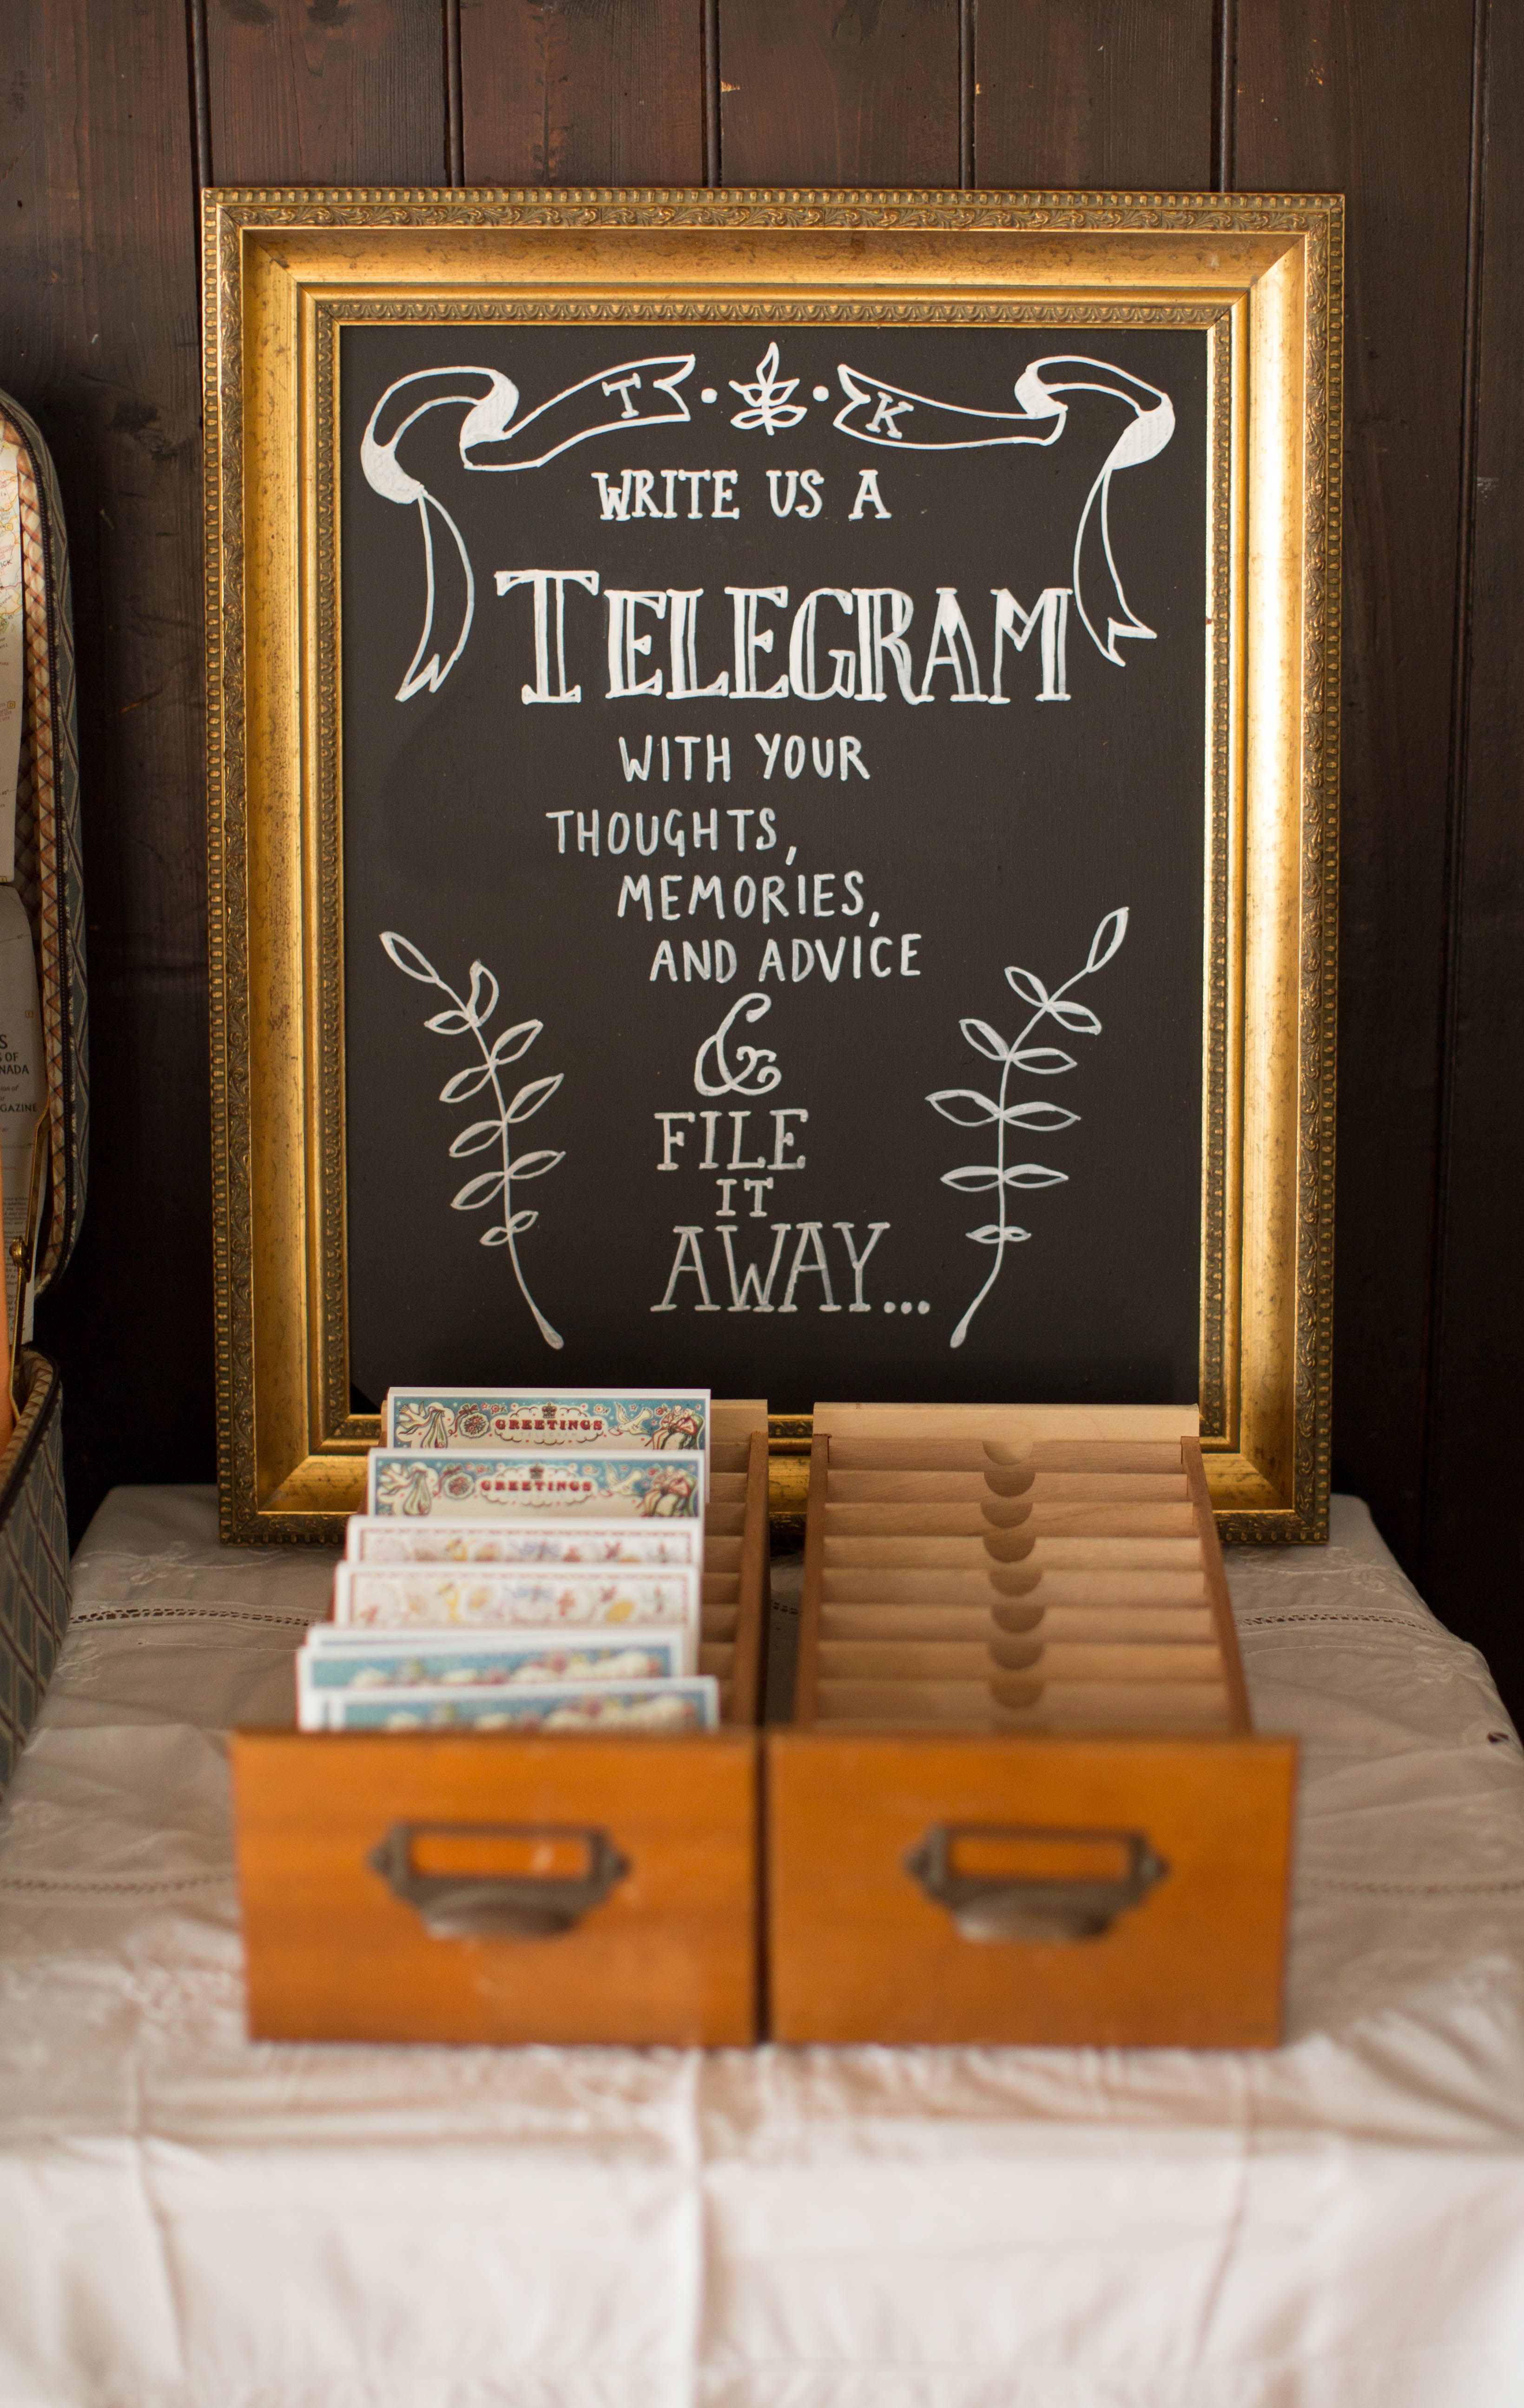 T K
WRITE US A
TELEGRAM
WITH YOUR
THOUGHTS,
MEMORIES,
AND ADVICE
&
FILE
IT
AWAY...
GREETINGS
GREETINGS
S
OF
NADA
GAZINE